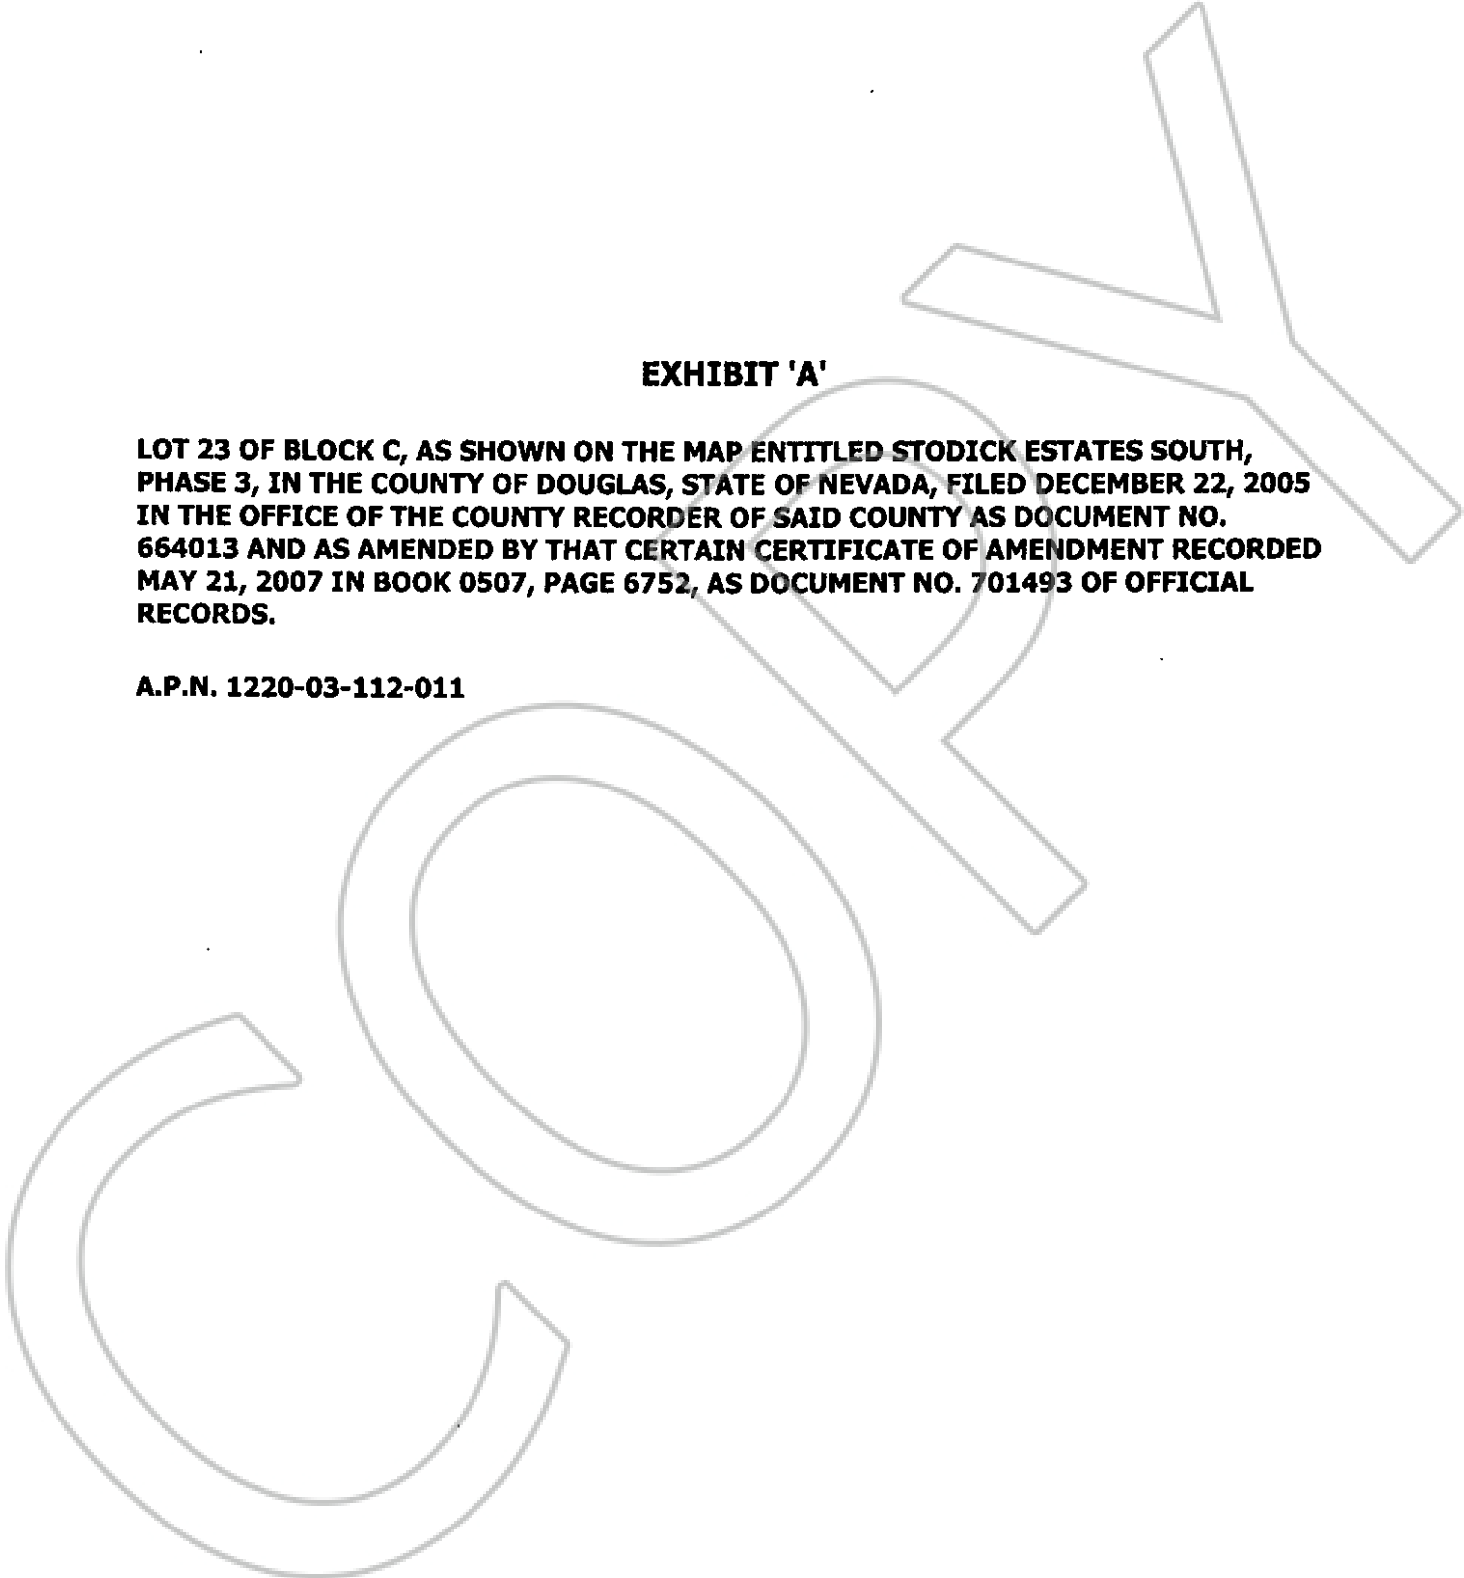 EXHIBIT 'A'
LOT 23 OF BLOCK C, AS SHOWN ON THE MAP ENTITLED STODICK ESTATES SOUTH,
PHASE 3, IN THE COUNTY OF DOUGLAS, STATE OF NEVADA, FILED DECEMBER 22, 2005
IN THE OFFICE OF THE COUNTY RECORDER OF SAID COUNTY AS DOCUMENT NO.
664013 AND AS AMENDED BY THAT CERTAIN CERTIFICATE OF AMENDMENT RECORDED
MAY 21, 2007 IN BOOK 0507, PAGE 6752, AS DOCUMENT NO. 701493 OF OFFICIAL
RECORDS.
A.P.N. 1220-03-112-011
COPY